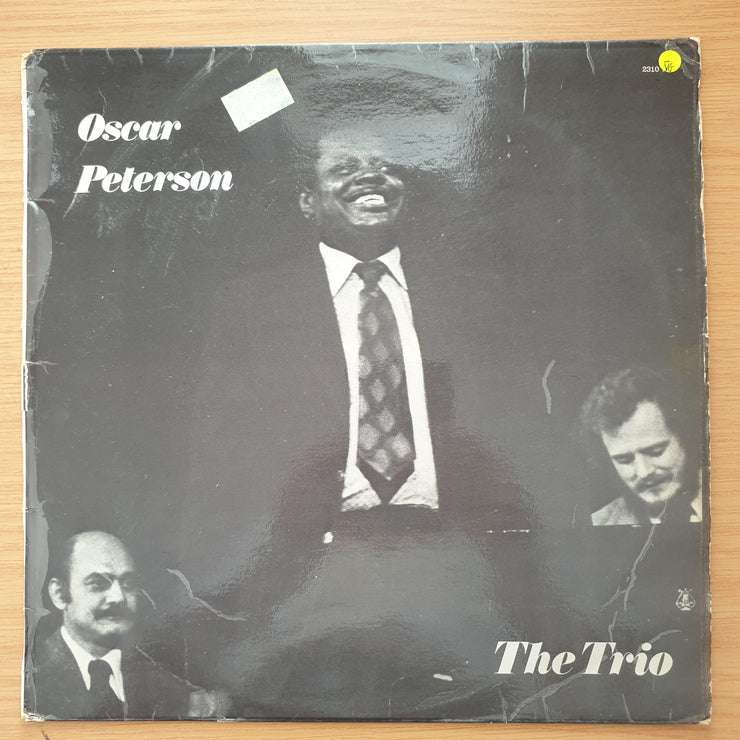 2310
Oscar
Peterson
The Trio